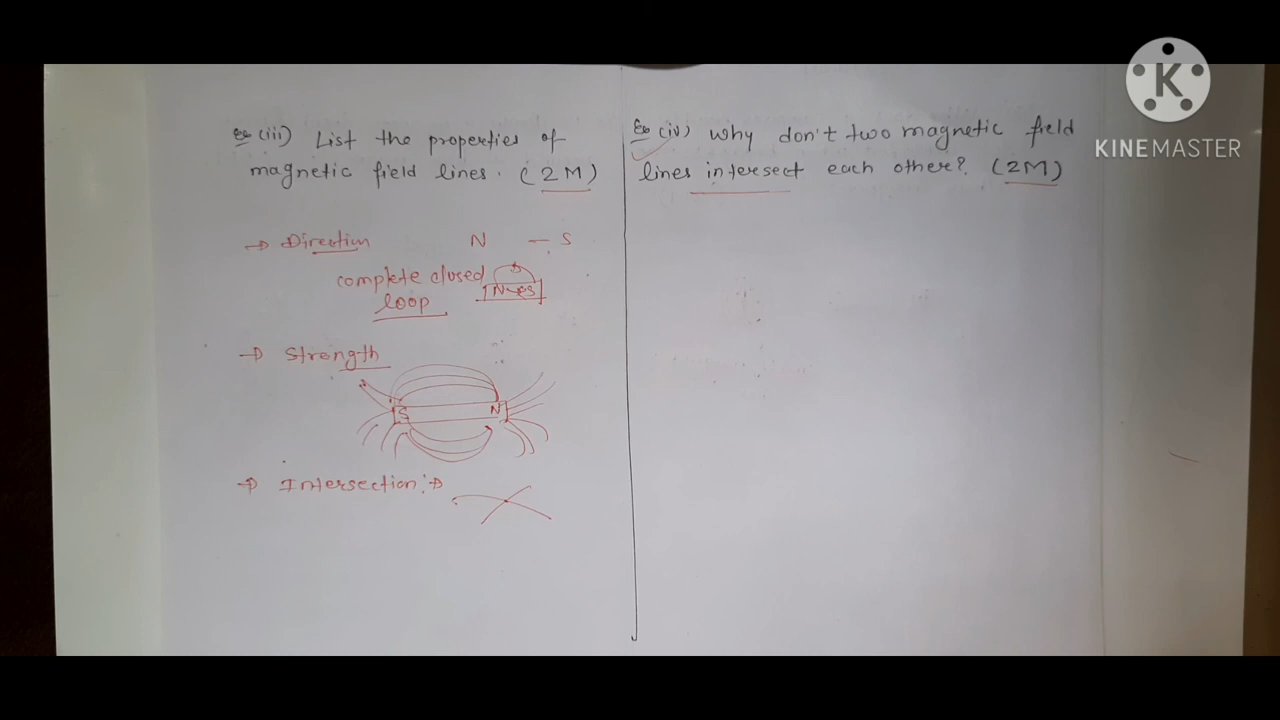 Ex (iii) List the properties of
magnetic field lines. (2M)
→ Direction N — S
complete closed
loop
N S
→ Strength
S N
→ Intersection:→
Ex (iv) Why don't two magnetic field
lines intersect each other? (2M)
K
KINEMASTER